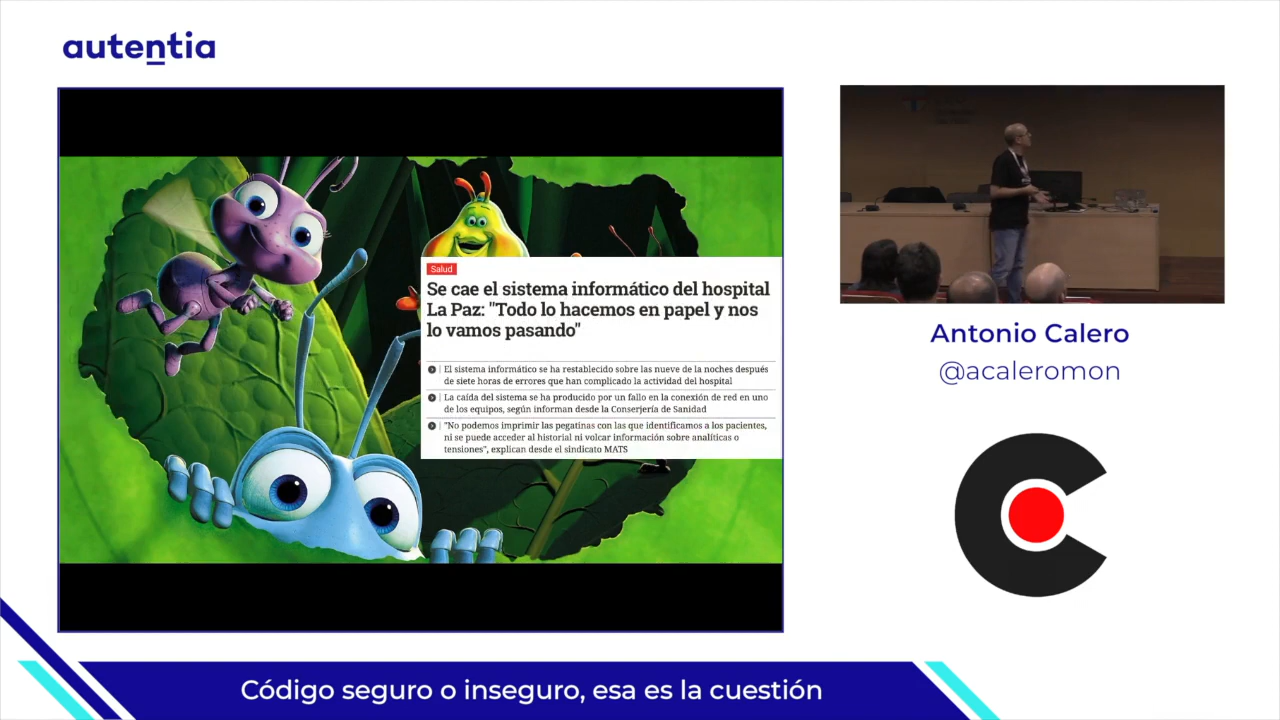 autentia
Salud
Se cae el sistema informático del hospital
La Paz: "Todo lo hacemos en papel y nos
lo vamos pasando"
El sistema informático se ha restablecido sobre las nueve de la noches después
de siete horas de errores que han complicado la actividad del hospital
La caída del sistema se ha producido por un fallo en la conexión de red en uno
de los equipos, según informan desde la Conserjería de Sanidad
"No podemos imprimir las pegatinas con las que identificamos a los pacientes,
ni se puede acceder al historial ni volcar información sobre analíticas o
tensiones", explican desde el sindicato MATS
Antonio Calero
@acaleromon
Código seguro o inseguro, esa es la cuestión